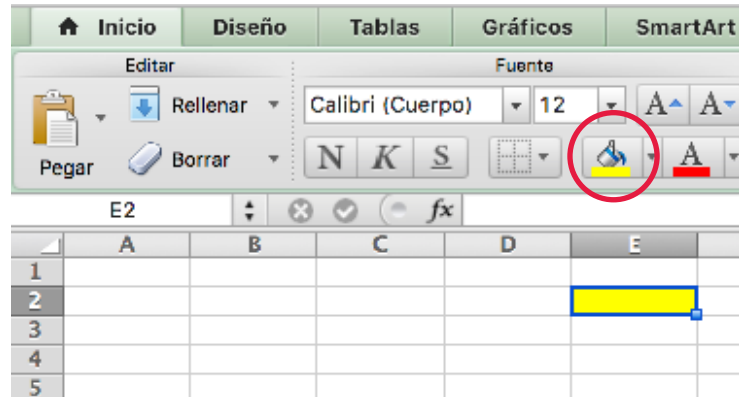 Inicio Diseño Tablas Gráficos SmartArt
Editar Fuente
Rellenar Calibri (Cuerpo) 12 A A
Pegar Borrar N K S A
E2 fx
A B C D E
1
2
3
4
5